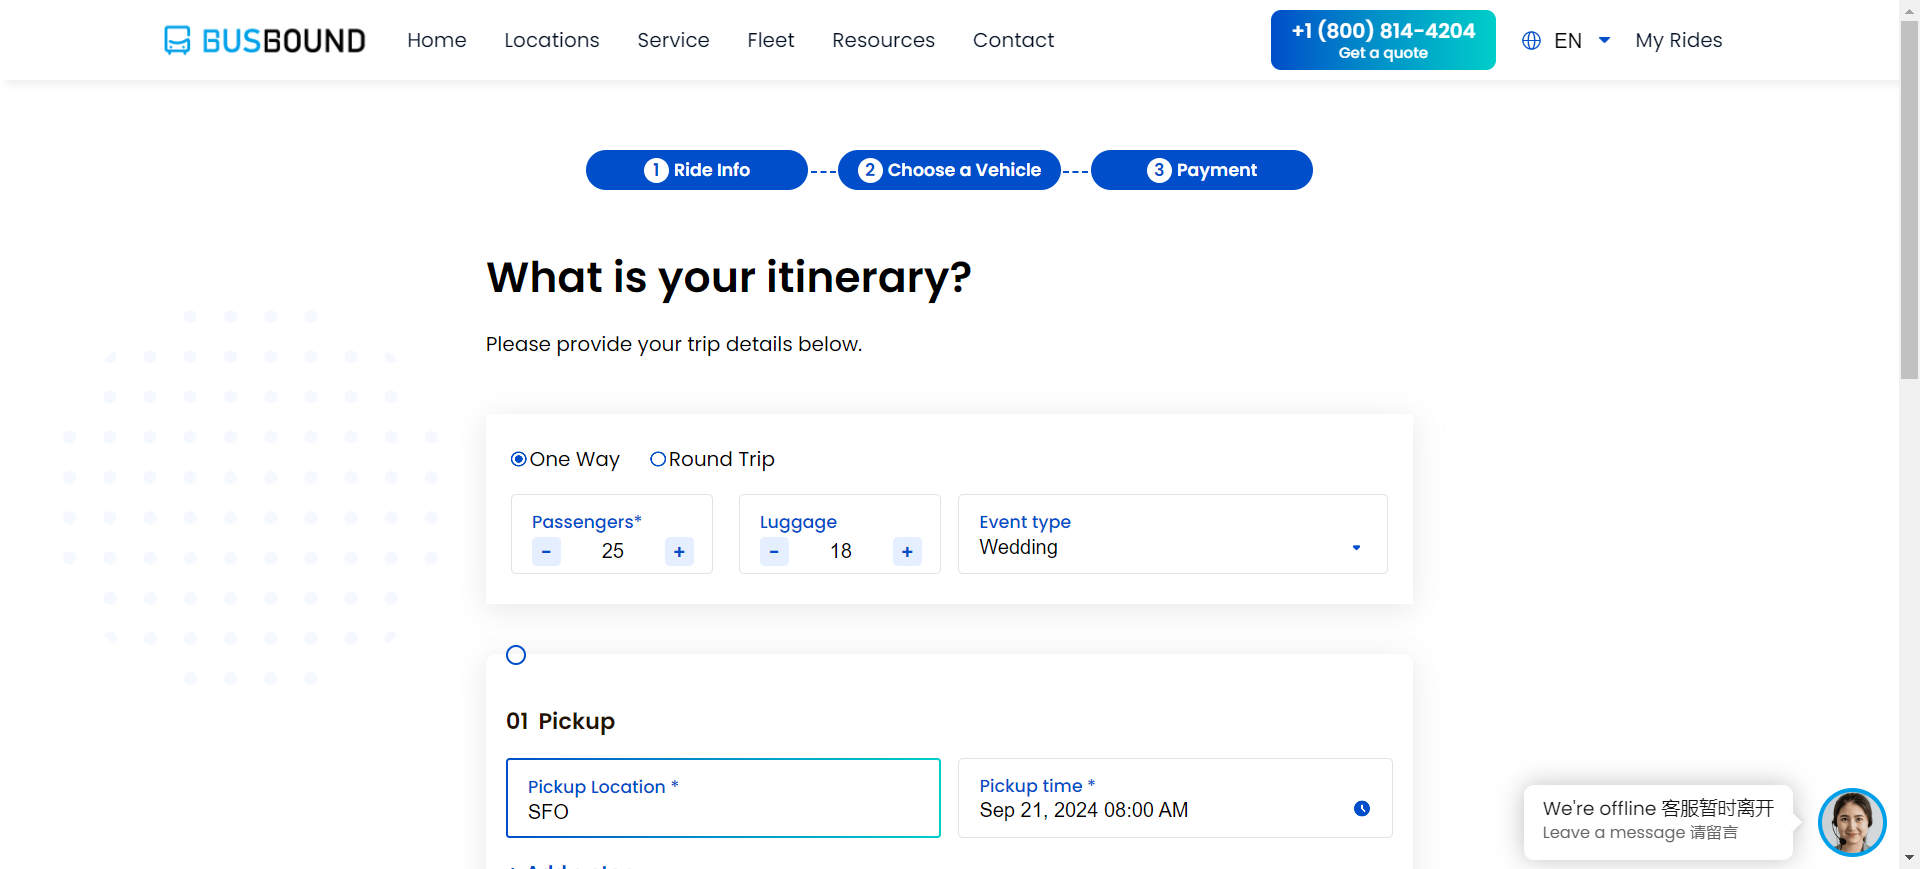 BUSBOUND
Home
Locations
Service
Fleet
Resources
Contact
+1 (800) 814-4204
Get a quote
EN
My Rides
1 Ride Info
2 Choose a Vehicle
3 Payment
What is your itinerary?
Please provide your trip details below.
One Way
Round Trip
Passengers*
- 25 +
Luggage
- 18 +
Event type
Wedding
01 Pickup
Pickup Location *
SFO
Pickup time *
Sep 21, 2024 08:00 AM
We're offline 客服暂时离开
Leave a message 请留言